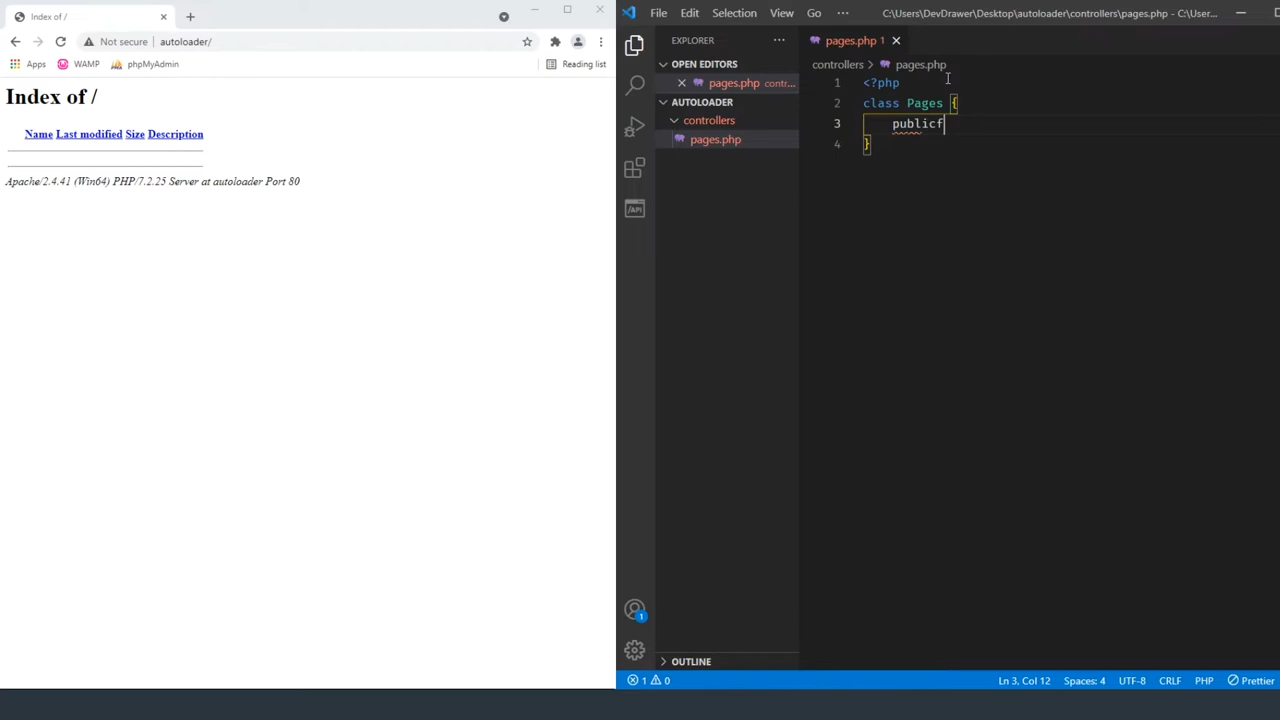 Index of /
Not secure autoloader/
Apps WAMP phpMyAdmin Reading list
Index of /
Name Last modified Size Description
Apache/2.4.41 (Win64) PHP/7.2.25 Server at autoloader Port 80
File Edit Selection View Go ··· C:\Users\DevDrawer\Desktop\autoloader\controllers\pages.php - C:\User...
EXPLORER ···
OPEN EDITORS
pages.php contr...
AUTOLOADER
controllers
pages.php
/API
1
pages.php 1
controllers > pages.php
1 <?php
2 class Pages {
3 publicf
4 }
OUTLINE
1 0 Ln 3, Col 12 Spaces: 4 UTF-8 CRLF PHP Prettier